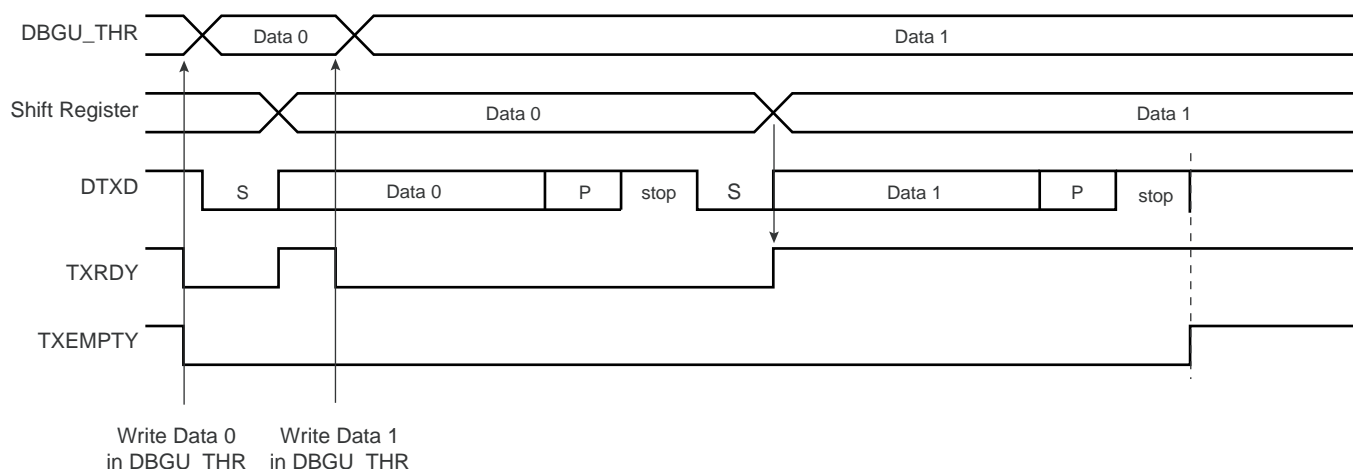 DBGU_THR
Data 0
Data 1
Shift Register
Data 0
Data 1
DTXD
S
Data 0
P
stop
S
Data 1
P
stop
TXRDY
TXEMPTY
Write Data 0
in DBGU_THR
Write Data 1
in DBGU_THR